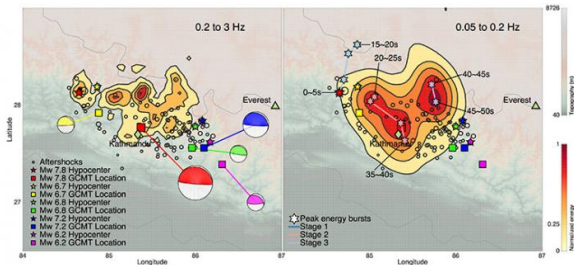 0.2 to 3 Hz
Everest
Kathmandu
Aftershocks
Mw 7.8 Hypocenter
Mw 7.8 GCMT Location
Mw 6.7 Hypocenter
Mw 6.7 GCMT Location
Mw 6.8 Hypocenter
Mw 6.8 GCMT Location
Mw 7.2 Hypocenter
Mw 7.2 GCMT Location
Mw 6.2 Hypocenter
Mw 6.2 GCMT Location
Latitude
28
27
84
85
86
Longitude
0.05 to 0.2 Hz
15~20s
20~25s
0~5s
40~45s
45~50s
35~40s
Everest
Peak energy bursts
Stage 1
Stage 2
Stage 3
85
86
Longitude
8726
Topography (m)
40
1
Normalized energy
0.25
0